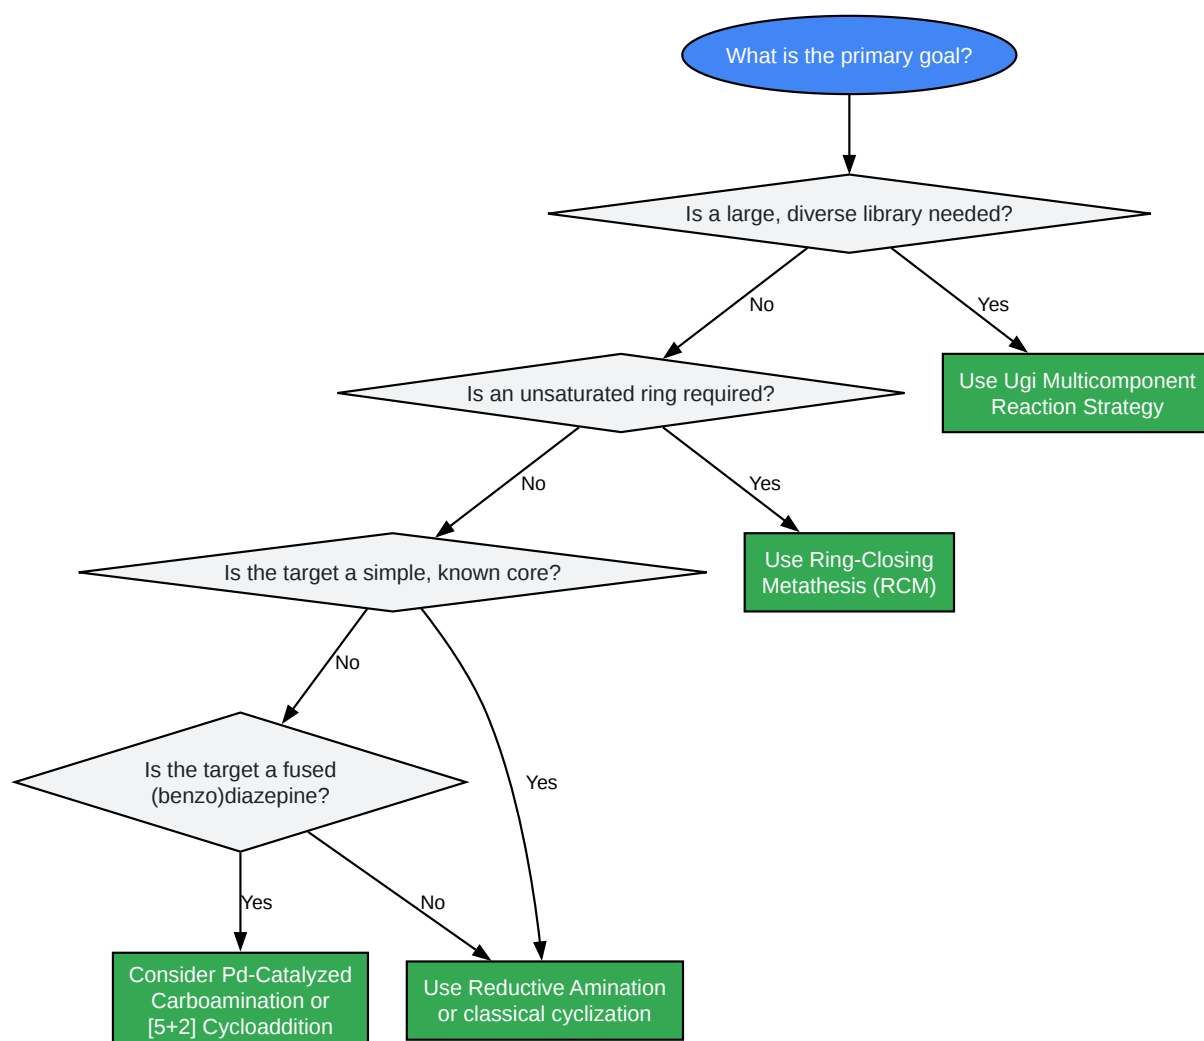 What is the primary goal?
Is a large, diverse library needed?
No
Yes
Is an unsaturated ring required?
Use Ugi Multicomponent
Reaction Strategy
No
Yes
Is the target a simple, known core?
Use Ring-Closing
Metathesis (RCM)
No
Is the target a fused
(benzo)diazepine?
Yes
Yes
No
Consider Pd-Catalyzed
Carboamination or
[5+2] Cycloaddition
Use Reductive Amination
or classical cyclization